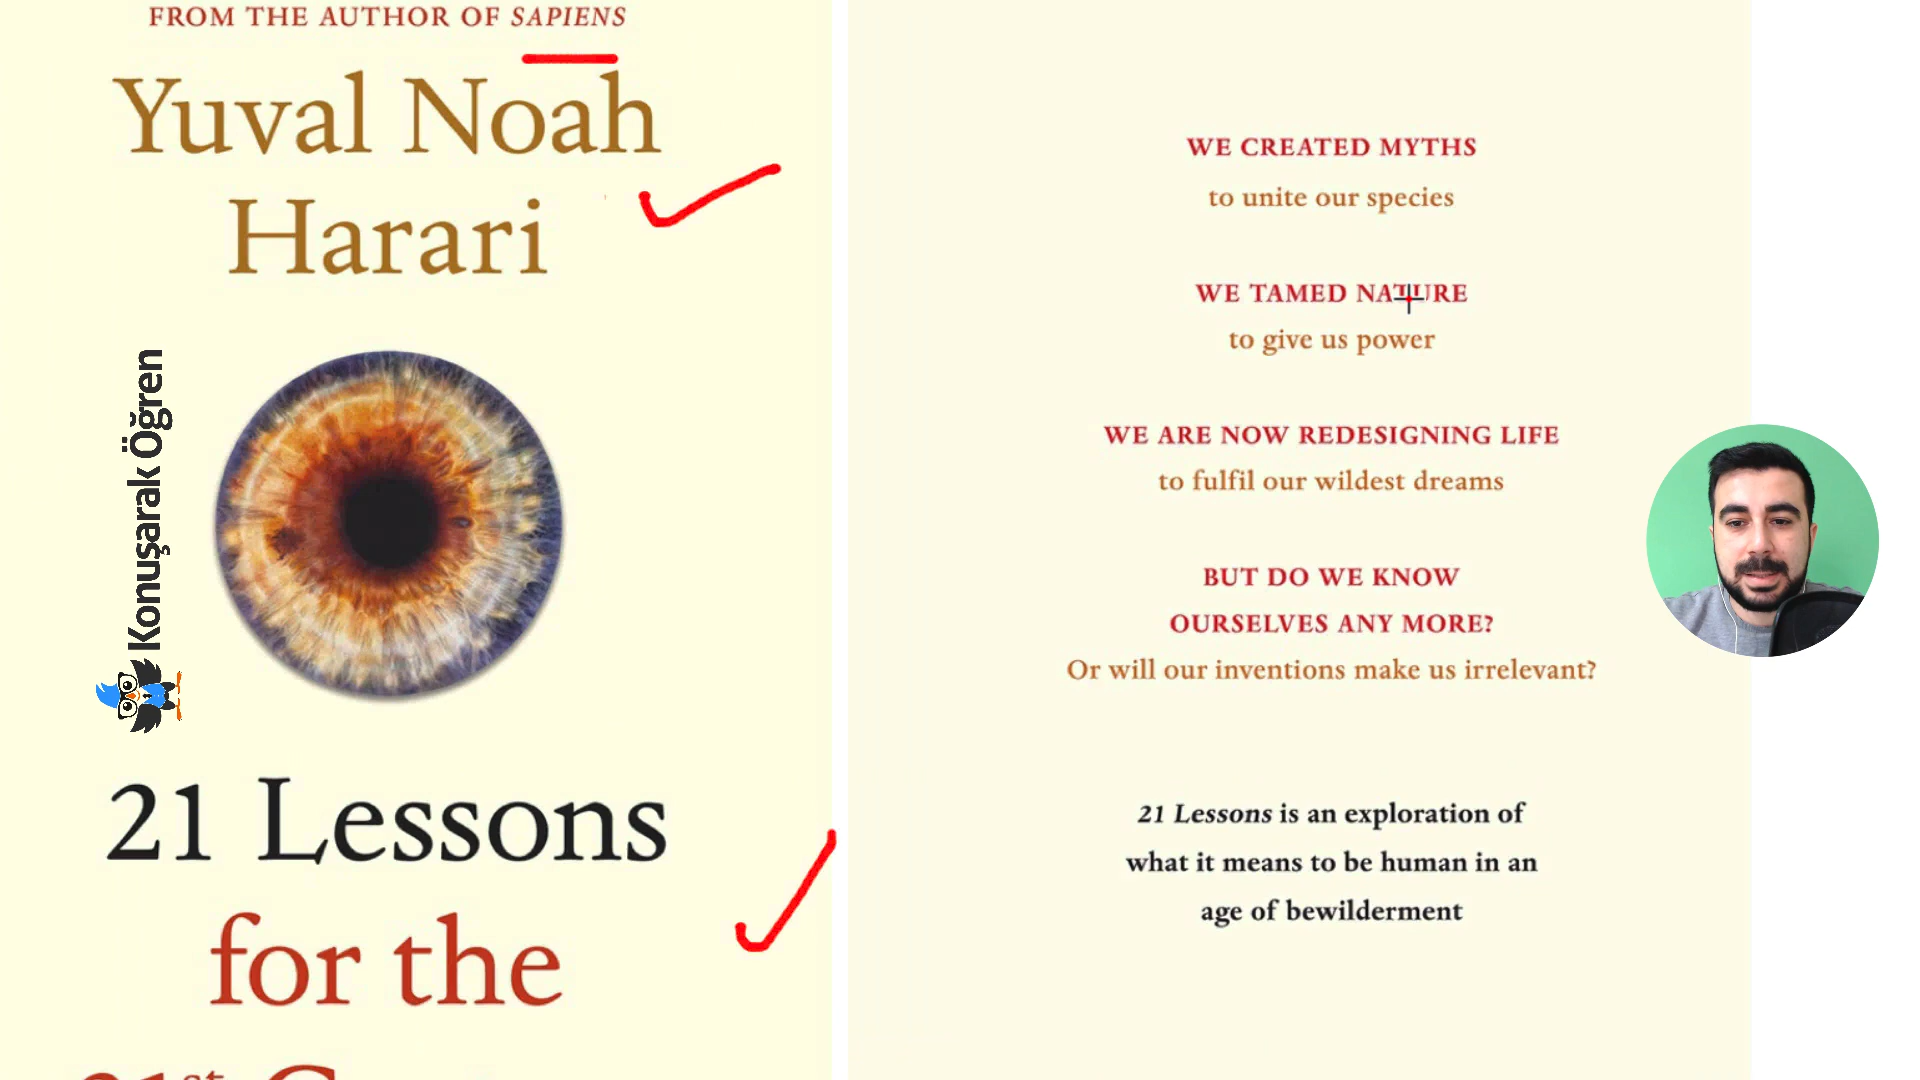 FROM THE AUTHOR OF SAPIENS
Yuval Noah
Harari
Konuşarak Öğren
21 Lessons
for the
WE CREATED MYTHS
to unite our species
WE TAMED NATURE
to give us power
WE ARE NOW REDESIGNING LIFE
to fulfil our wildest dreams
BUT DO WE KNOW
OURSELVES ANY MORE?
Or will our inventions make us irrelevant?
21 Lessons is an exploration of
what it means to be human in an
age of bewilderment